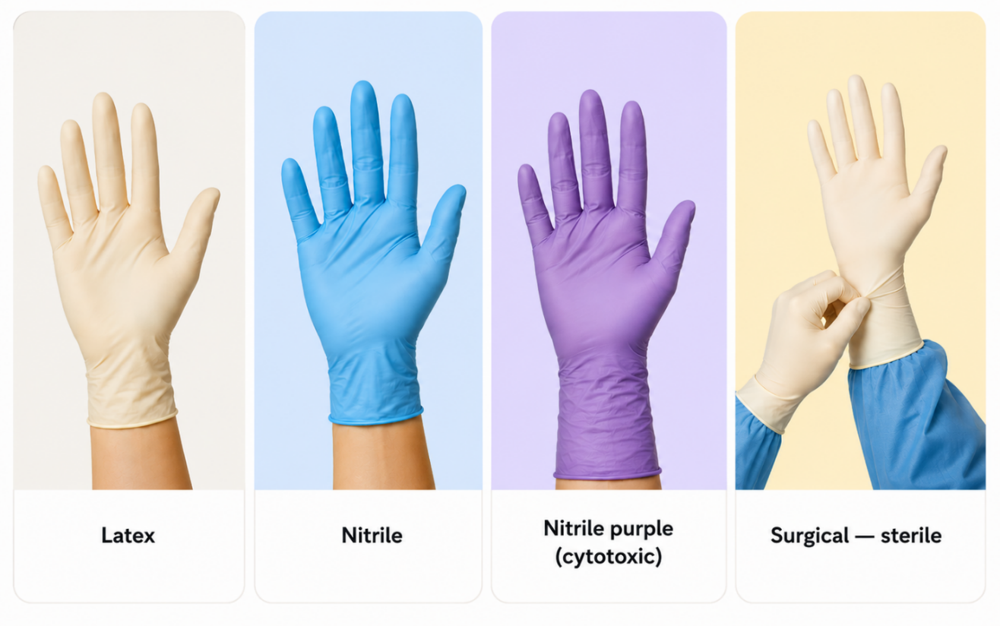 Latex
Nitrile
Nitrile purple
(cytotoxic)
Surgical — sterile